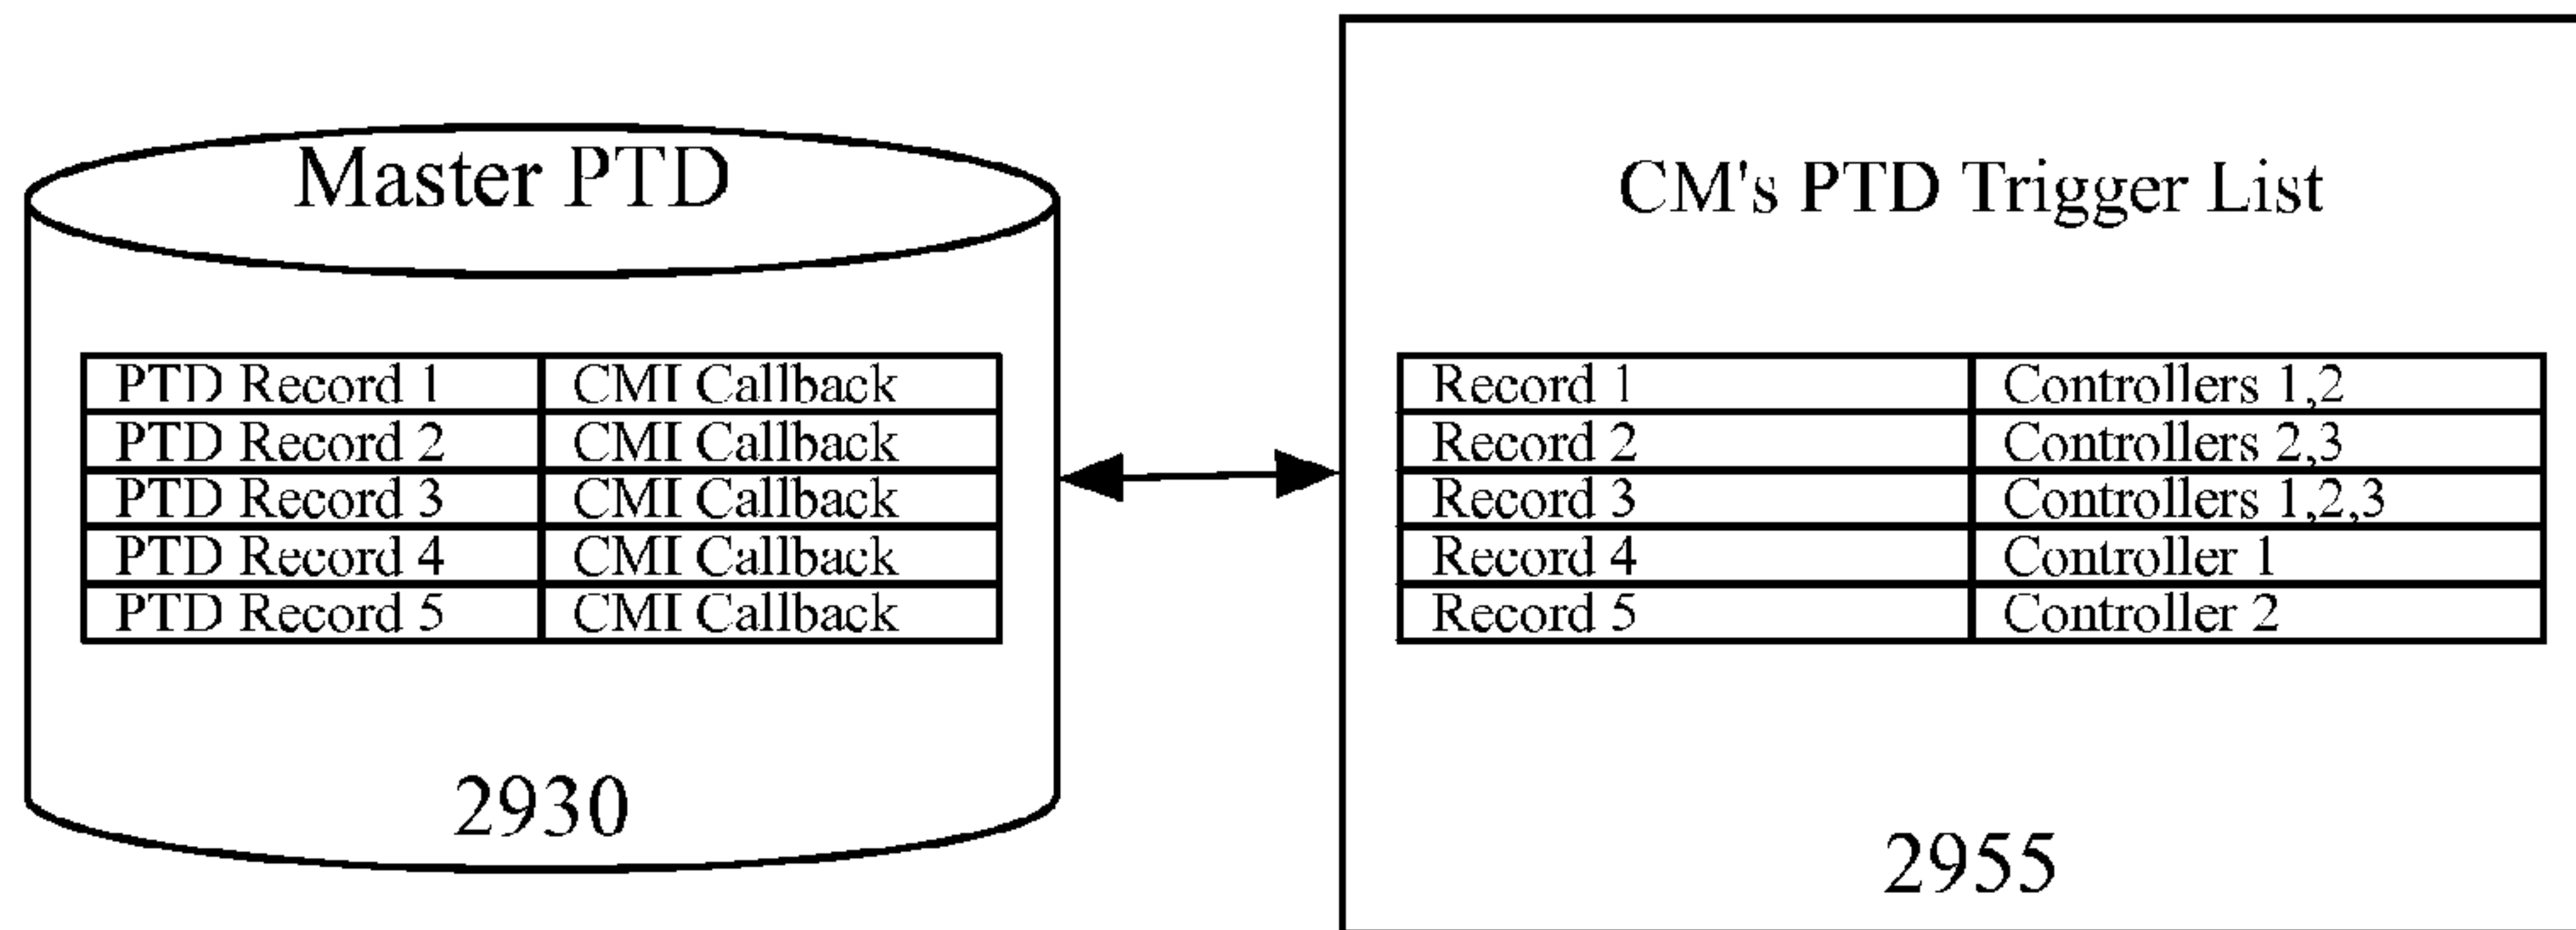 Master PTD
PTD Record 1 CMI Callback
PTD Record 2 CMI Callback
PTD Record 3 CMI Callback
PTD Record 4 CMI Callback
PTD Record 5 CMI Callback
2930
CM's PTD Trigger List
Record 1 Controllers 1,2
Record 2 Controllers 2,3
Record 3 Controllers 1,2,3
Record 4 Controller 1
Record 5 Controller 2
2955